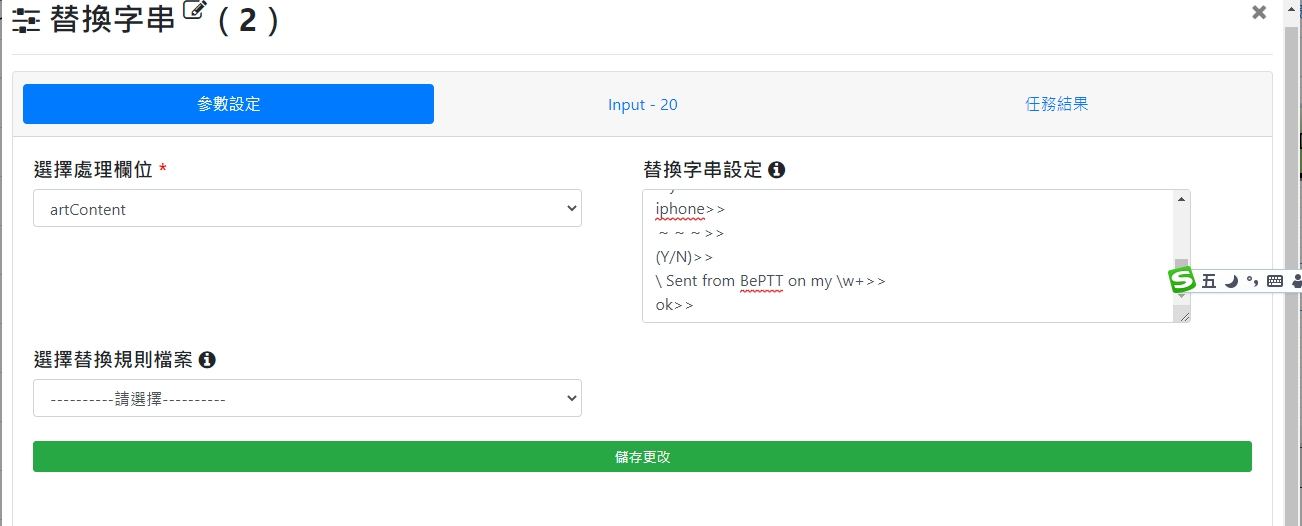 替換字串 ( 2 )
參數設定
Input - 20
任務結果
選擇處理欄位 *
替換字串設定
artContent
iphone>>
～～～>>
(Y/N)>>
\ Sent from BePTT on my \w+>>
ok>>
五
選擇替換規則檔案
----------請選擇----------
儲存更改